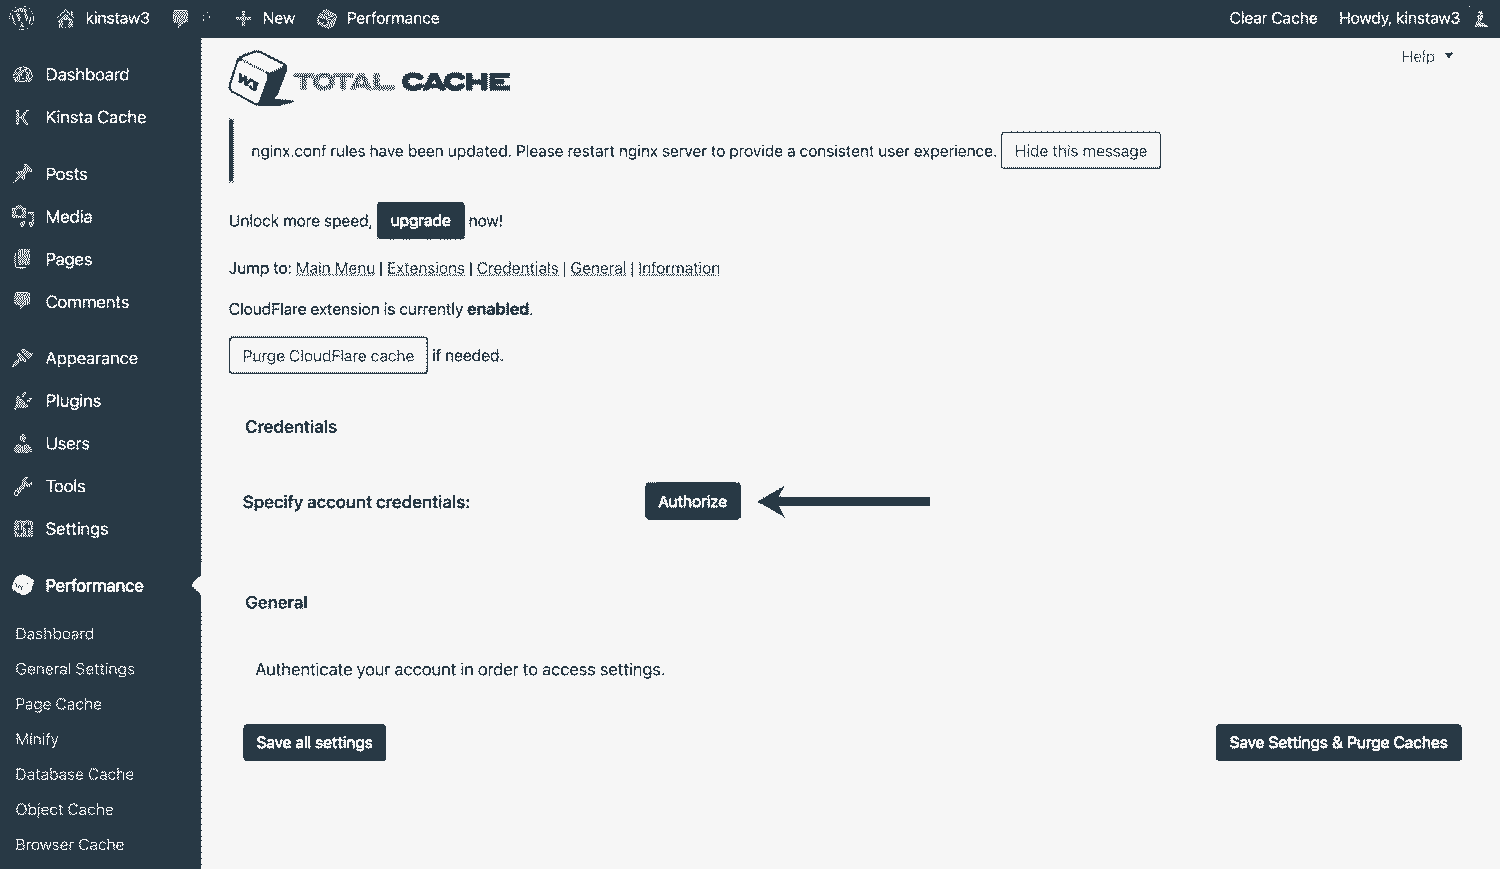 kinstaw3
New
Performance
Clear Cache
Howdy, kinstaw3
Dashboard
Kinsta Cache
Posts
Media
Pages
Comments
Appearance
Plugins
Users
Tools
Settings
Performance
Dashboard
General Settings
Page Cache
Minify
Database Cache
Object Cache
Browser Cache
Help
W3 TOTAL CACHE
nginx.conf rules have been updated. Please restart nginx server to provide a consistent user experience. Hide this message
Unlock more speed, upgrade now!
Jump to: Main Menu | Extensions | Credentials | General | Information
CloudFlare extension is currently enabled.
Purge CloudFlare cache if needed.
Credentials
Specify account credentials: Authorize
General
Authenticate your account in order to access settings.
Save all settings
Save Settings & Purge Caches